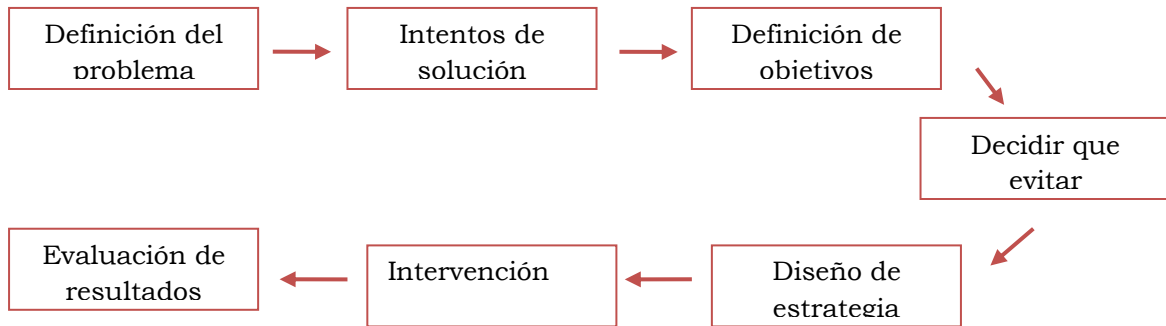 Definición del
problema
Intentos de
solución
Definición de
objetivos
Decidir que
evitar
Diseño de
estrategia
Intervención
Evaluación de
resultados